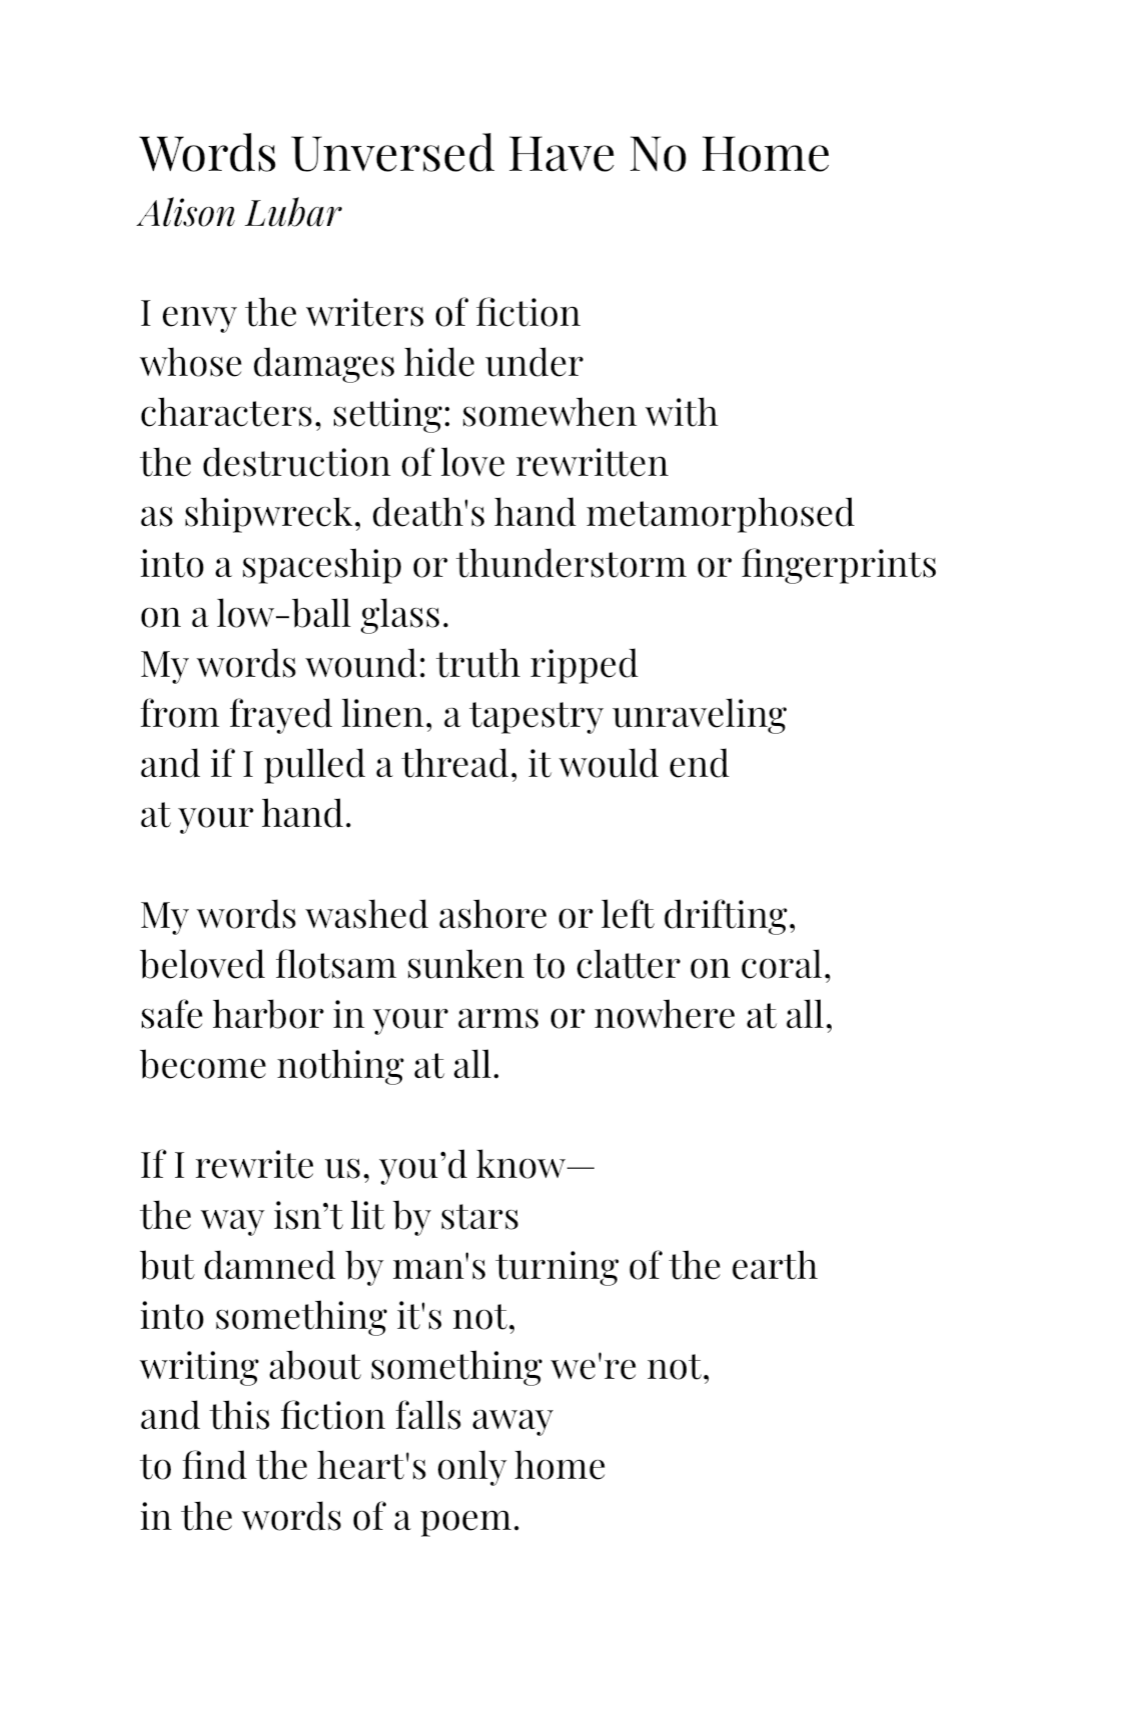 Words Unversed Have No Home
Alison Lubar
I envy the writers of fiction
whose damages hide under
characters, setting: somewhen with
the destruction of love rewritten
as shipwreck, death's hand metamorphosed
into a spaceship or thunderstorm or fingerprints
on a low-ball glass.
My words wound: truth ripped
from frayed linen, a tapestry unraveling
and if I pulled a thread, it would end
at your hand.
My words washed ashore or left drifting,
beloved flotsam sunken to clatter on coral,
safe harbor in your arms or nowhere at all,
become nothing at all.
If I rewrite us, you’d know—
the way isn’t lit by stars
but damned by man's turning of the earth
into something it's not,
writing about something we're not,
and this fiction falls away
to find the heart's only home
in the words of a poem.